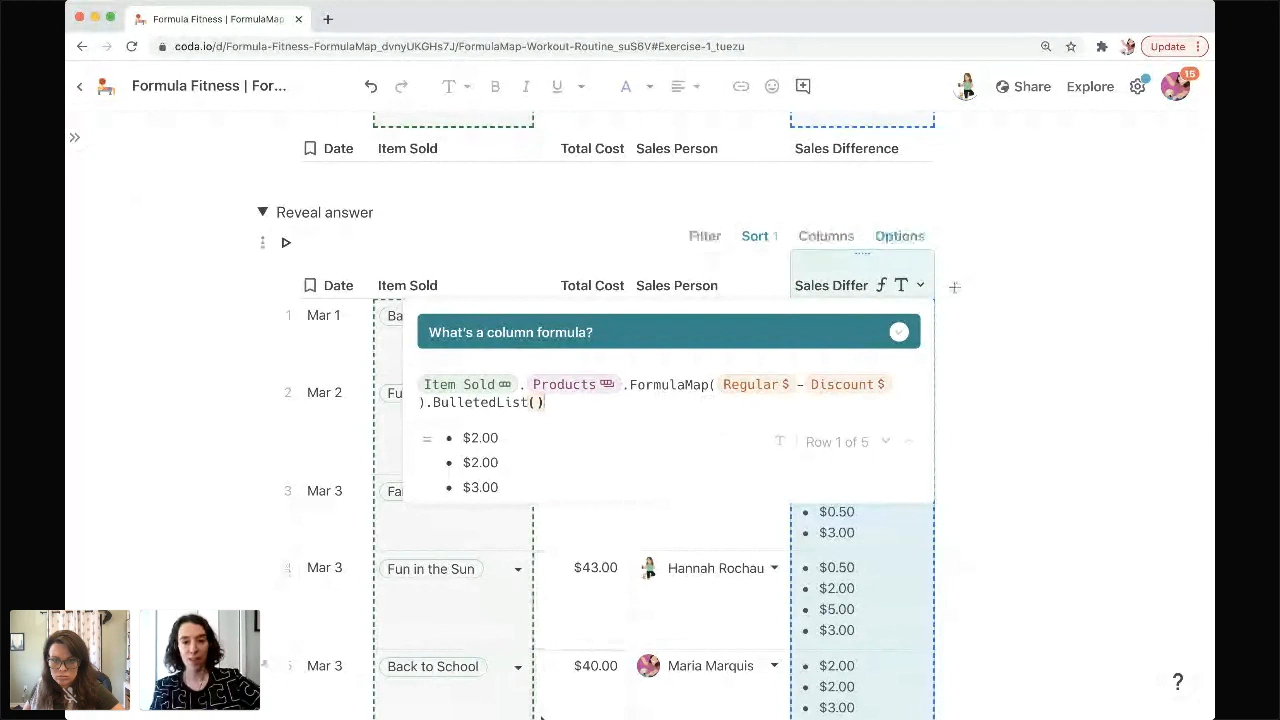 Formula Fitness | FormulaMap
coda.io/d/Formula-Fitness-FormulaMap_dvnyUKGHs7J/FormulaMap-Workout-Routine_suS6V#Exercise-1_tuezu
Update
Formula Fitness | For...
T B I U A
Share Explore 15
Date Item Sold Total Cost Sales Person Sales Difference
Reveal answer
Filter Sort 1 Columns Options
Date Item Sold Total Cost Sales Person Sales Differ f T
1 Mar 1 Ba
What's a column formula?
Item Sold . Products .FormulaMap( Regular $ - Discount $
).BulletedList()
2 Mar 2 Fu
= • $2.00
T Row 1 of 5
• $2.00
• $3.00
3 Mar 3 Fa
• $0.50
• $3.00
4 Mar 3 Fun in the Sun $43.00 Hannah Rochau • $0.50
• $2.00
• $5.00
• $3.00
5 Mar 3 Back to School $40.00 Maria Marquis • $2.00
• $2.00
• $3.00
?